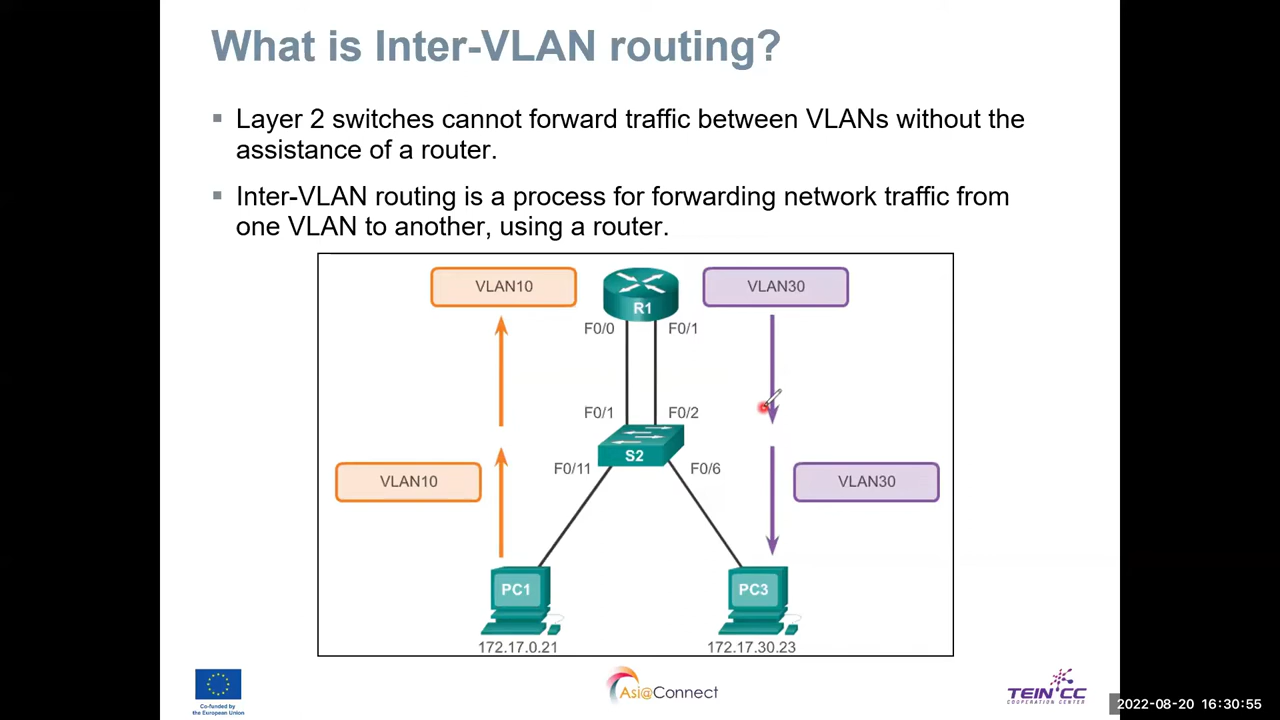 What is Inter-VLAN routing?
Layer 2 switches cannot forward traffic between VLANs without the
assistance of a router.
Inter-VLAN routing is a process for forwarding network traffic from
one VLAN to another, using a router.
VLAN10
VLAN30
R1
F0/0
F0/1
F0/1
F0/2
S2
F0/11
F0/6
VLAN10
VLAN30
PC1
PC3
172.17.0.21
172.17.30.23
Co-funded by
the European Union
Asi@Connect
TEIN*CC
COOPERATION CENTER
2022-08-20 16:30:55